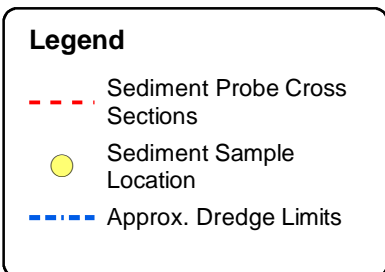 Legend
Sediment Probe Cross
Sections
Sediment Sample
Location
Approx. Dredge Limits